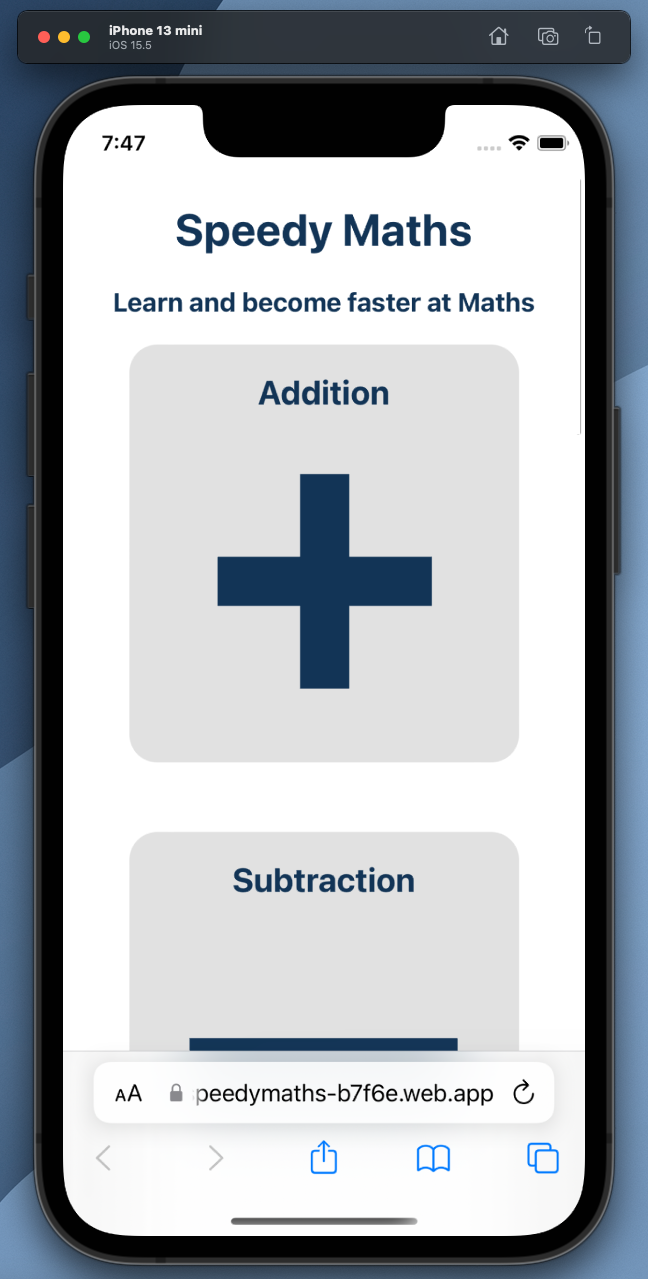 iPhone 13 mini
iOS 15.5
7:47
Speedy Maths
Learn and become faster at Maths
Addition
Subtraction
AA peedymaths-b7f6e.web.app